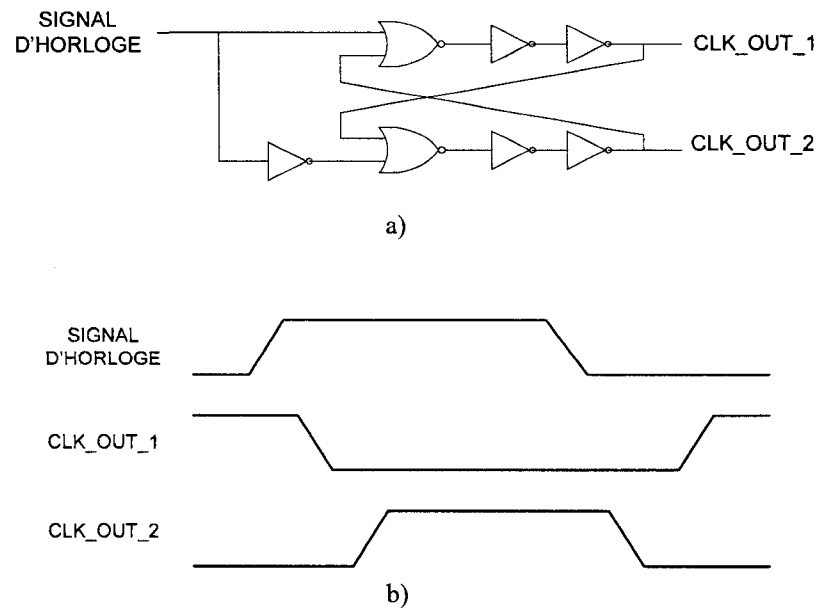 SIGNAL
D'HORLOGE
CLK_OUT_1
CLK_OUT_2
a)
SIGNAL
D'HORLOGE
CLK_OUT_1
CLK_OUT_2
b)